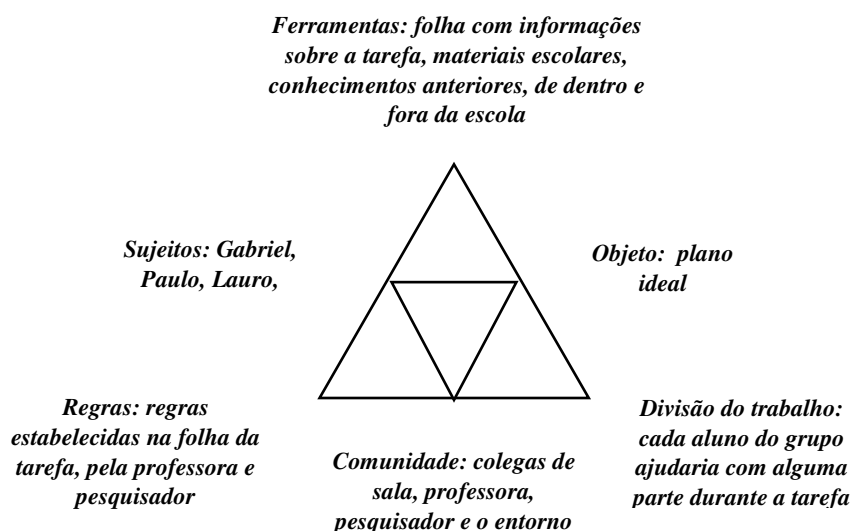 Ferramentas: folha com informações
sobre a tarefa, materiais escolares,
conhecimentos anteriores, de dentro e
fora da escola
Sujeitos: Gabriel,
Paulo, Lauro,
Objeto: plano
ideal
Regras: regras
estabelecidas na folha da
tarefa, pela professora e
pesquisador
Comunidade: colegas de
sala, professora,
pesquisador e o entorno
Divisão do trabalho:
cada aluno do grupo
ajudaria com alguma
parte durante a tarefa